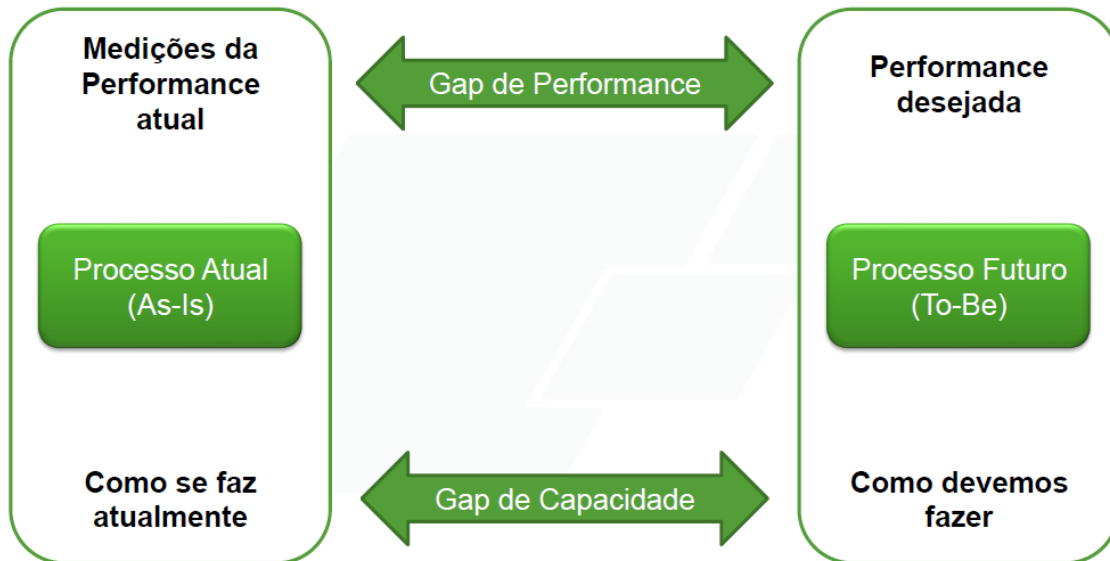 Medições da
Performance
atual
Gap de Performance
Performance
desejada
Processo Atual
(As-Is)
Processo Futuro
(To-Be)
Como se faz
atualmente
Gap de Capacidade
Como devemos
fazer